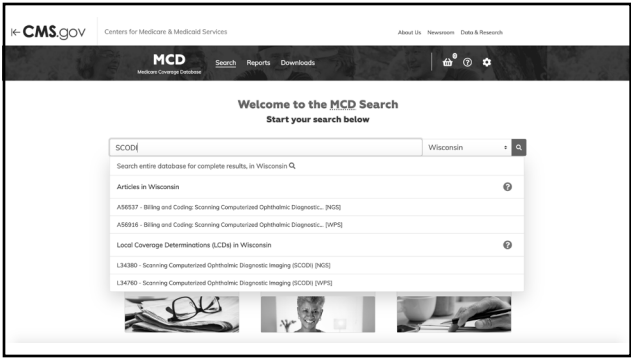 CMS.gov Centers for Medicare & Medicaid Services About Us Newsroom Data & Research
MCD Search Reports Downloads 0
Medicare Coverage Database
Welcome to the MCD Search
Start your search below
SCODI Wisconsin
Search entire database for complete results, in Wisconsin
Articles in Wisconsin
A56537 - Billing and Coding: Scanning Computerized Ophthalmic Diagnostic... [NGS]
A56916 - Billing and Coding: Scanning Computerized Ophthalmic Diagnostic... [WPS]
Local Coverage Determinations (LCDs) in Wisconsin
L34380 - Scanning Computerized Ophthalmic Diagnostic Imaging (SCODI) [NGS]
L34760 - Scanning Computerized Ophthalmic Diagnostic Imaging (SCODI) [WPS]